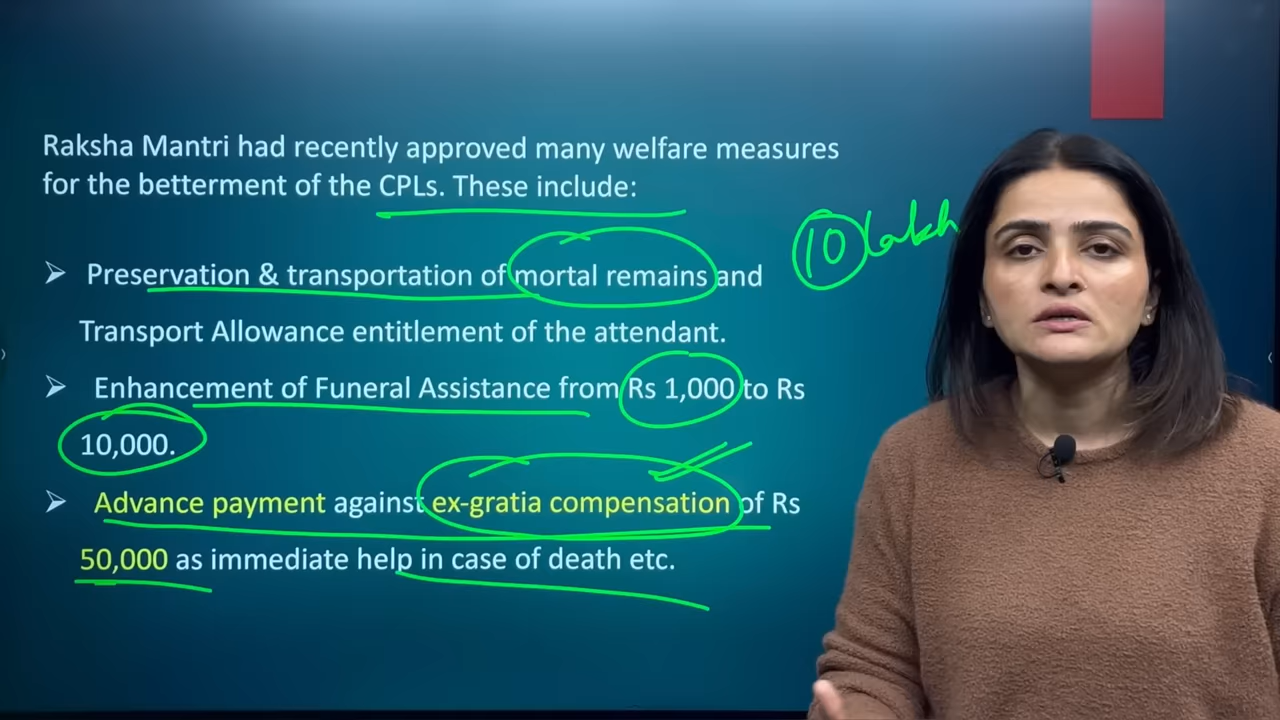 Raksha Mantri had recently approved many welfare measures
for the betterment of the CPLs. These include:
10 lakh
➤ Preservation & transportation of mortal remains and
Transport Allowance entitlement of the attendant.
➤ Enhancement of Funeral Assistance from Rs 1,000 to Rs
10,000.
➤ Advance payment against ex-gratia compensation of Rs
50,000 as immediate help in case of death etc.